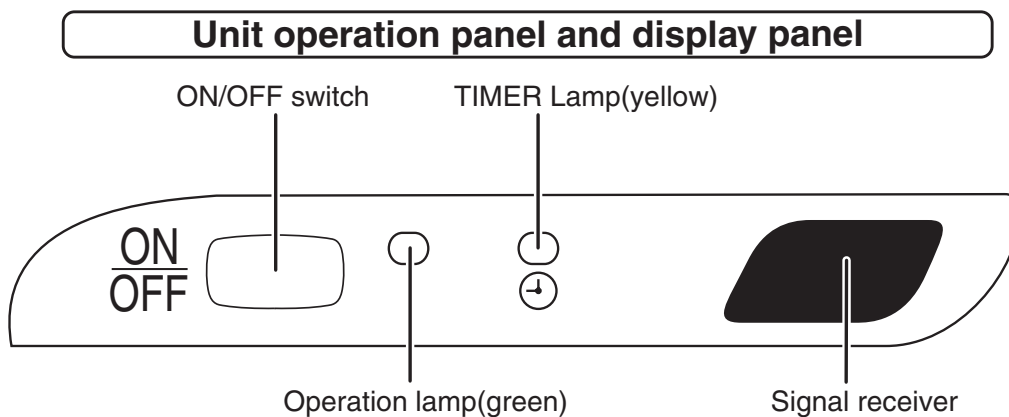 Unit operation panel and display panel
ON/OFF switch
TIMER Lamp(yellow)
ON
OFF
Operation lamp(green)
Signal receiver